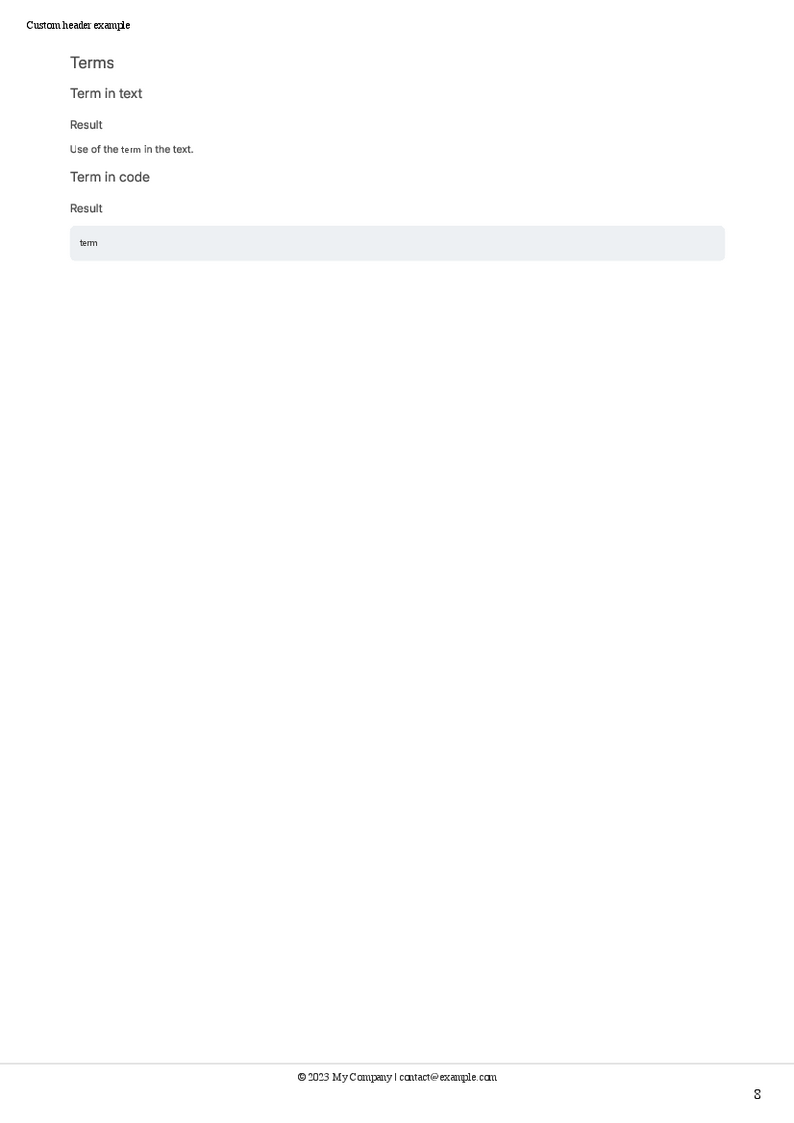 Custom header example
Terms
Term in text
Result
Use of the term in the text.
Term in code
Result
term
© 2023 My Company | contact@example.com
8